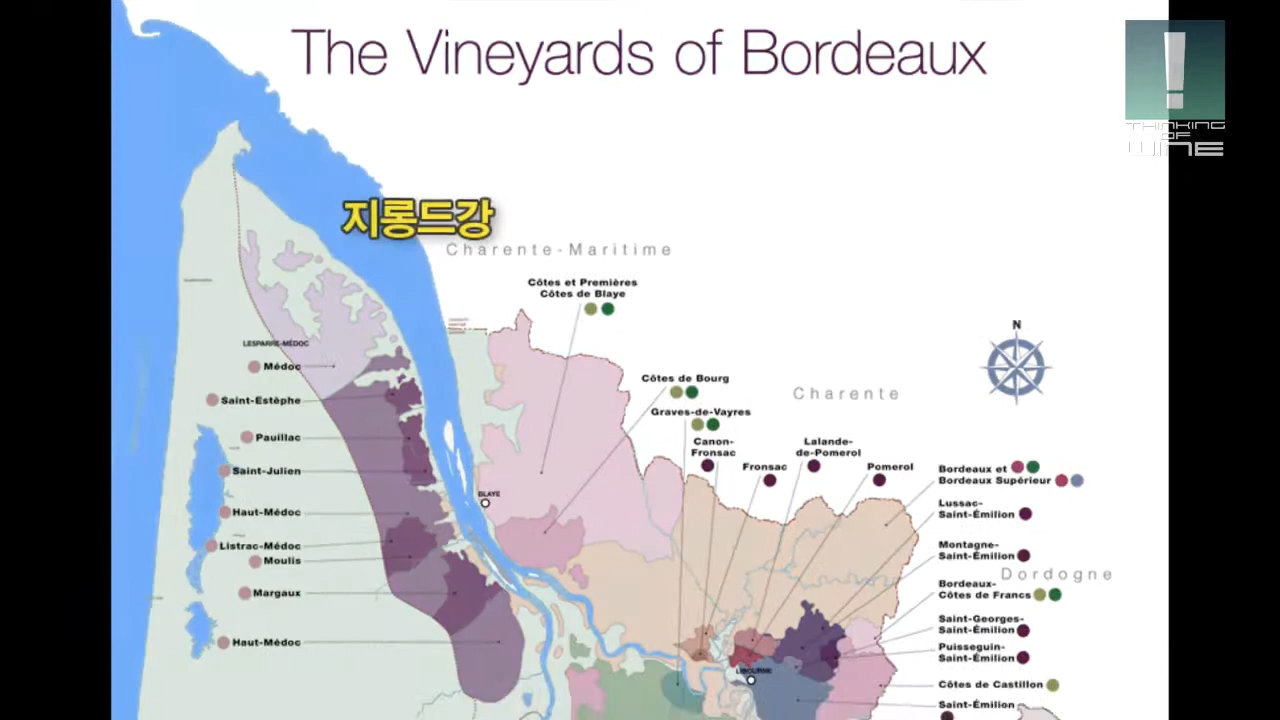 The Vineyards of Bordeaux
THINKING
OF
WINE
지롱드강
Charente-Maritime
Côtes et Premières
Côtes de Blaye
LESPARRE-MÉDOC
Médoc
Saint-Estèphe
Pauillac
Saint-Julien
Haut-Médoc
Listrac-Médoc
Moulis
Margaux
Haut-Médoc
BLAYE
Côtes de Bourg
Graves-de-Vayres
Canon-
Fronsac
Fronsac
Charente
Lalande-
de-Pomerol
Pomerol
N
Bordeaux et
Bordeaux Supérieur
Lussac-
Saint-Émilion
Montagne-
Saint-Émilion
Dordogne
Bordeaux-
Côtes de Francs
Saint-Georges-
Saint-Émilion
Puisseguin-
Saint-Émilion
LIBOURNE
Côtes de Castillon
Saint-Émilion